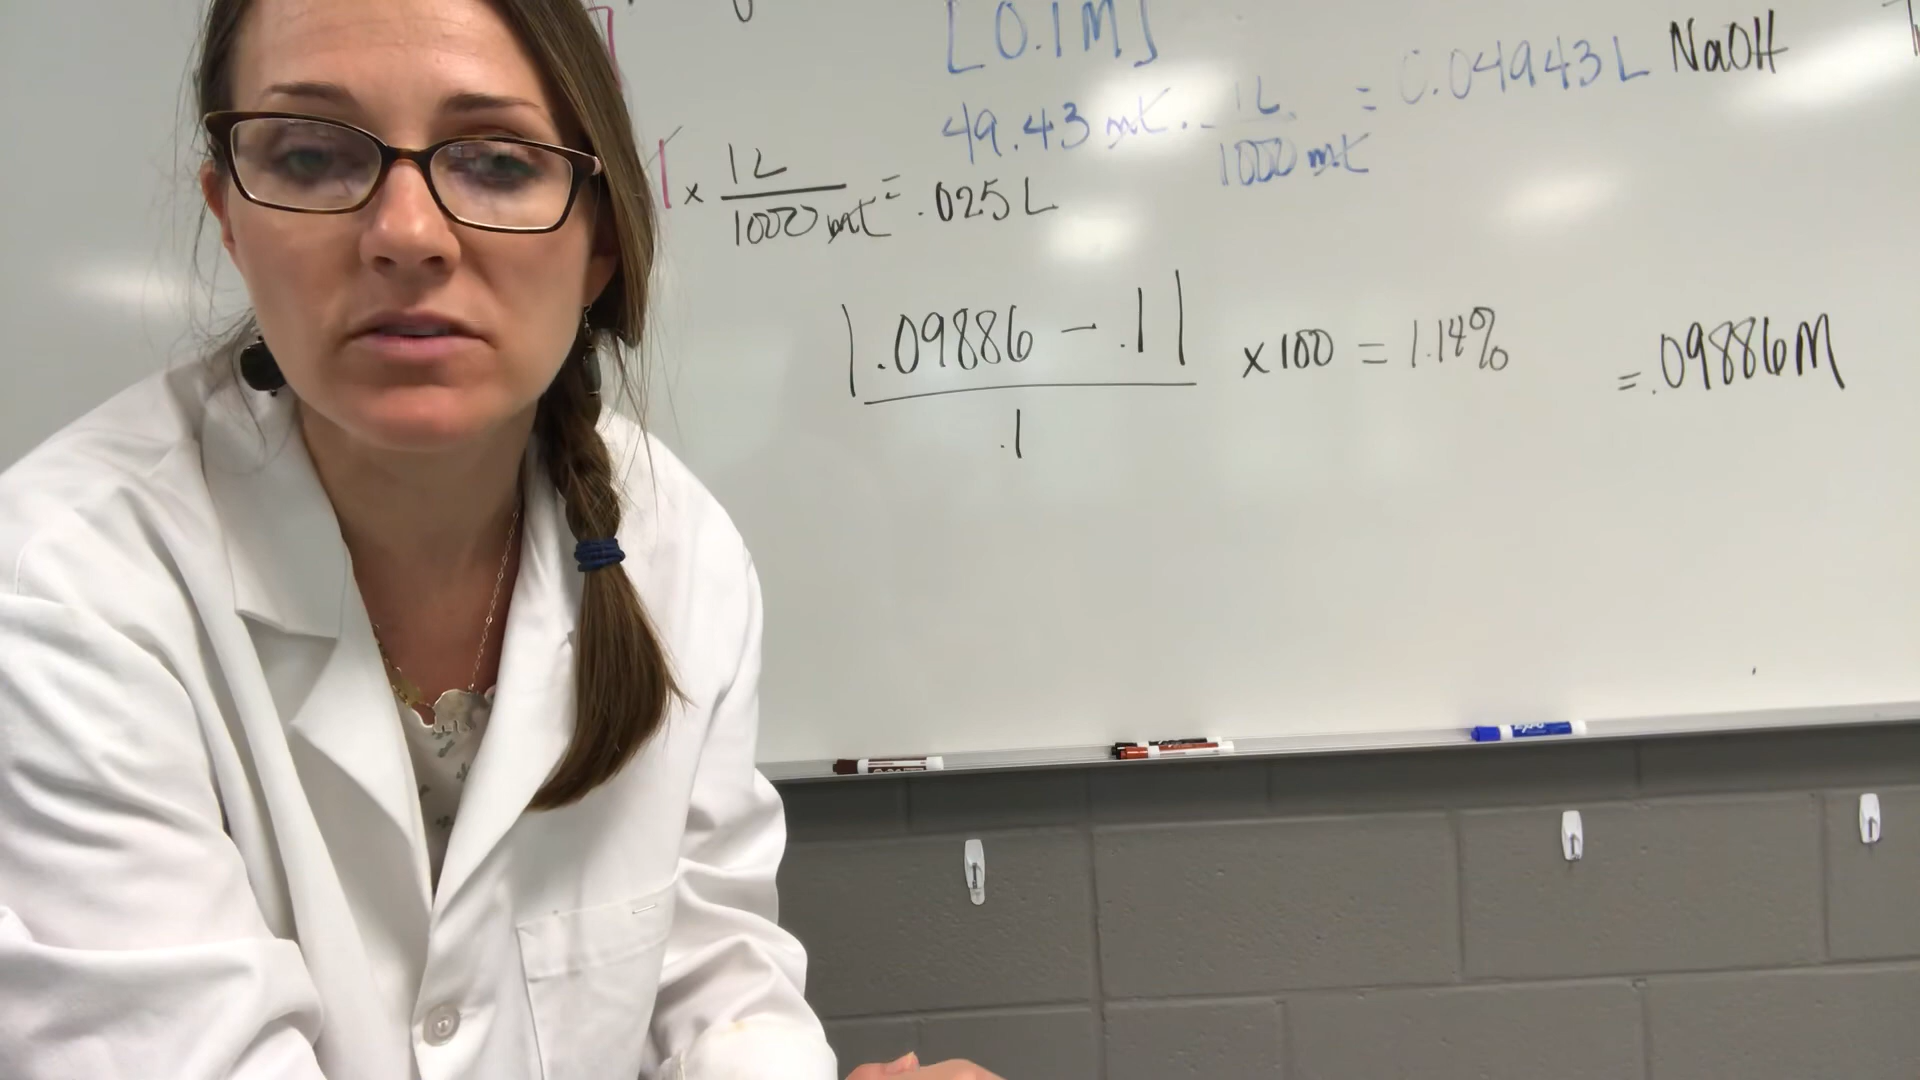 [0.1M]
49.43 mL · 1L / 1000 mL = 0.04943 L NaOH
x 1L / 1000 mL = .025 L
|.09886 - .1| / .1 x 100 = 1.14%
= .09886M
EXPO